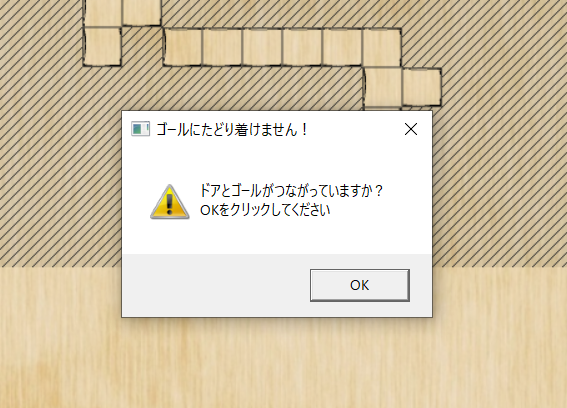 ゴールにたどり着けません！
ドアとゴールがつながっていますか？
OKをクリックしてください
OK